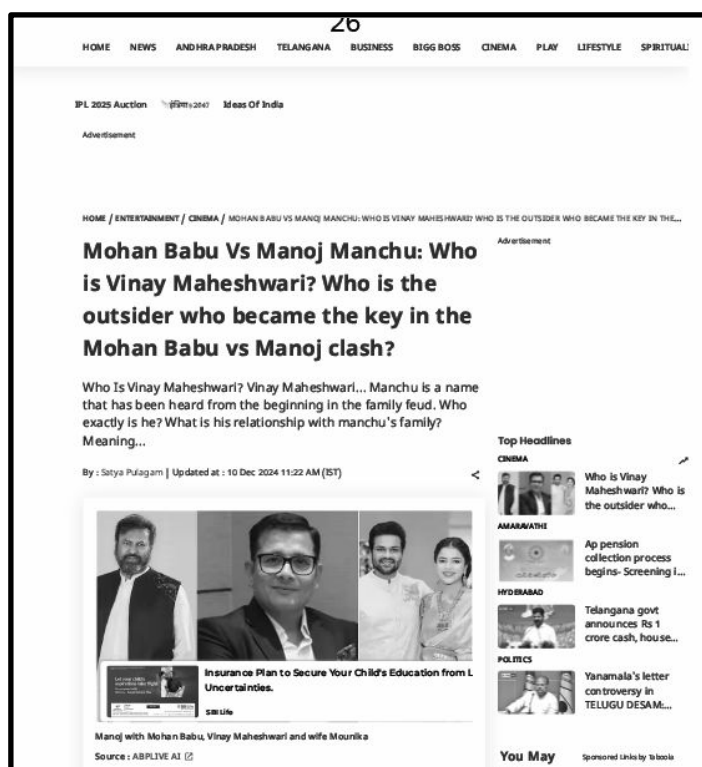 26
HOME NEWS ANDHRA PRADESH TELANGANA BUSINESS BIGG BOSS CINEMA PLAY LIFESTYLE SPIRITUAL
IPL 2025 Auction Ideas Of India
Advertisement
HOME / ENTERTAINMENT / CINEMA / MOHAN BABU VS MANOJ MANCHU: WHO IS VINAY MAHESHWARI? WHO IS THE OUTSIDER WHO BECAME THE KEY IN THE...
Mohan Babu Vs Manoj Manchu: Who
is Vinay Maheshwari? Who is the
outsider who became the key in the
Mohan Babu vs Manoj clash?
Who Is Vinay Maheshwari? Vinay Maheshwari... Manchu is a name
that has been heard from the beginning in the family feud. Who
exactly is he? What is his relationship with manchu's family?
Meaning...
By : Satya Pulagam | Updated at : 10 Dec 2024 11:22 AM (IST)
Insurance Plan to Secure Your Child's Education from L
Uncertainties.
SBI Life
Manoj with Mohan Babu, Vinay Maheshwari and wife Mounika
Source : ABPLIVE AI
Advertisement
Top Headlines
CINEMA
Who is Vinay
Maheshwari? Who is
the outsider who...
AMARAVATHI
Ap pension
collection process
begins- Screening i...
HYDERABAD
Telangana govt
announces Rs 1
crore cash, house...
POLITICS
Yanamala's letter
controversy in
TELUGU DESAM:...
You May Sponsored Links by Taboola